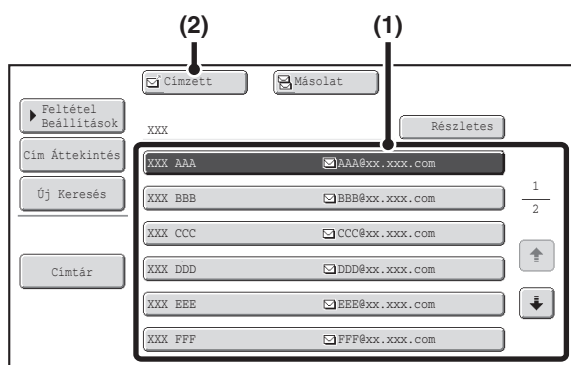 (2) (1)
Címzett Másolat
Feltétel
Beállítások
XXX Részletes
Cím Áttekintés
XXX AAA AAA@xx.xxx.com
Új Keresés
XXX BBB BBB@xx.xxx.com
1
2
XXX CCC CCC@xx.xxx.com
Címtár
XXX DDD DDD@xx.xxx.com
XXX EEE EEE@xx.xxx.com
XXX FFF FFF@xx.xxx.com